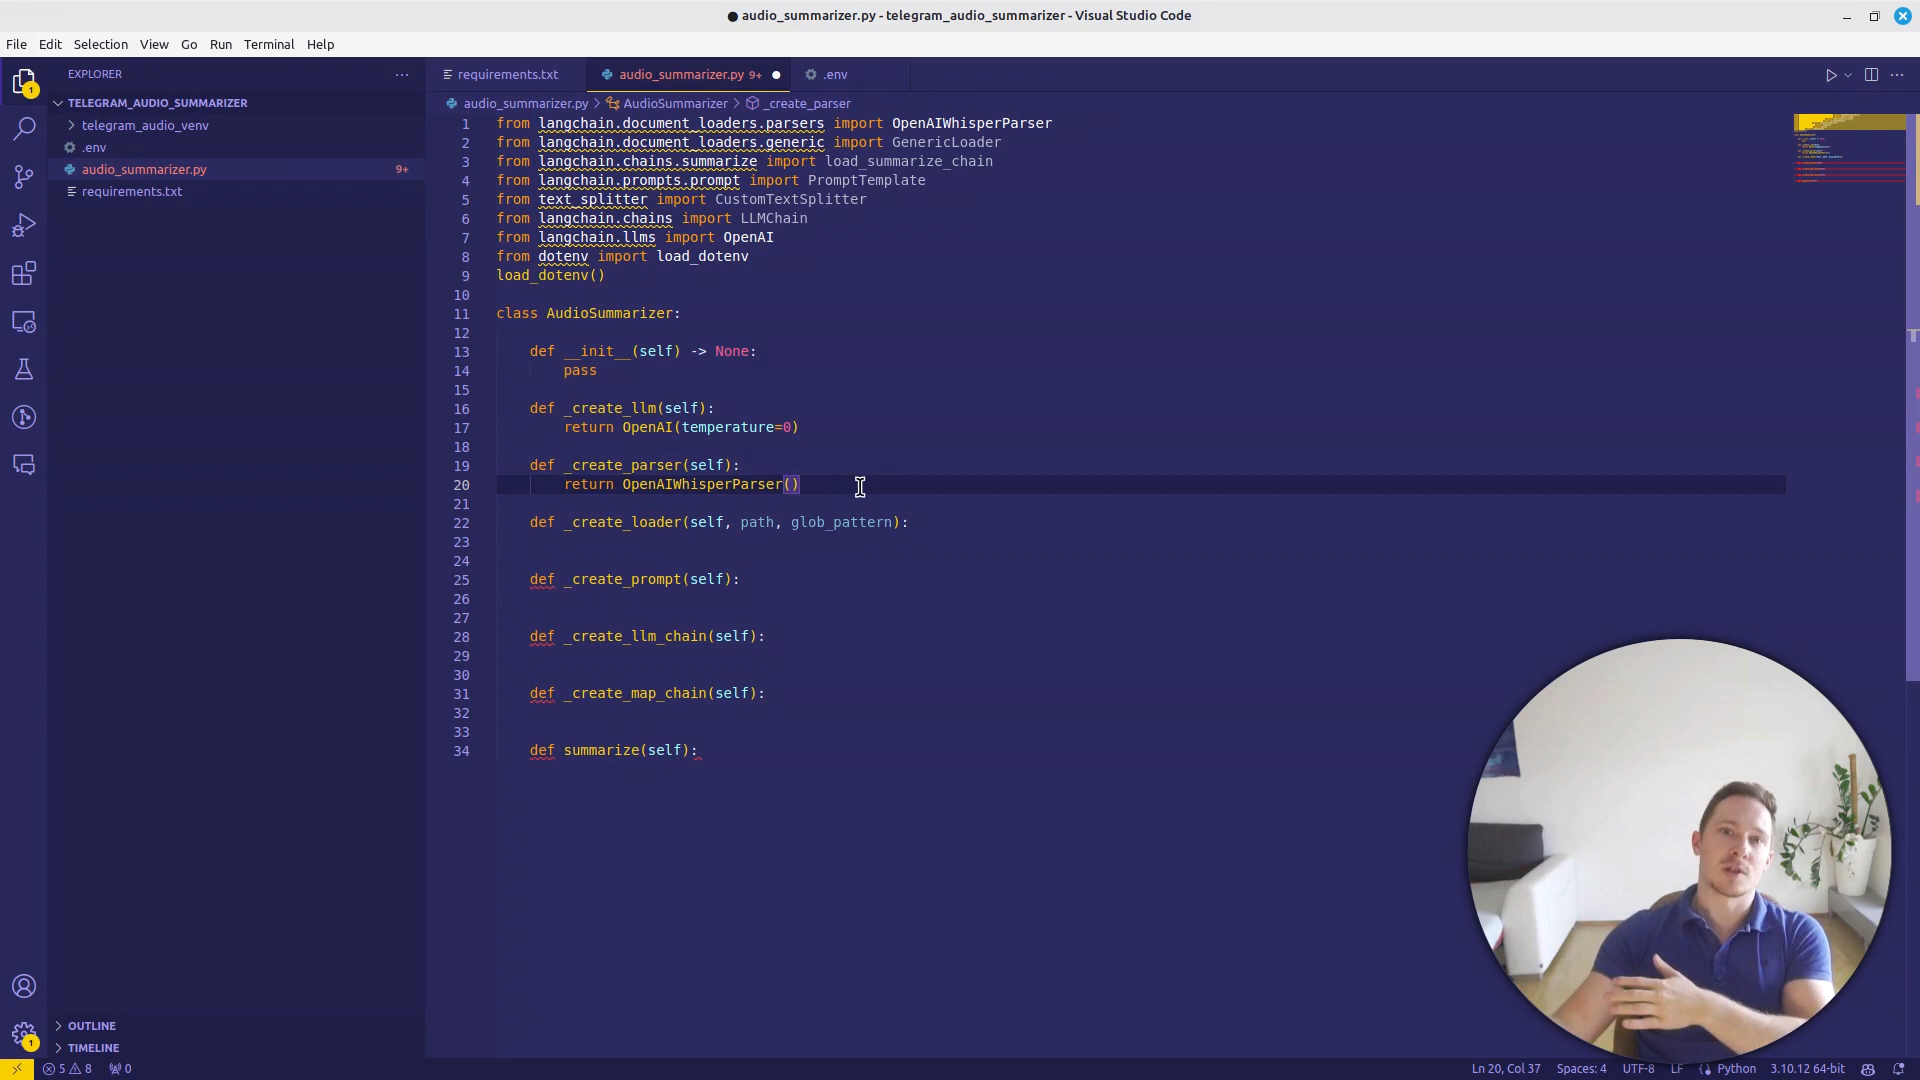 audio_summarizer.py - telegram_audio_summarizer - Visual Studio Code
File Edit Selection View Go Run Terminal Help
EXPLORER
TELEGRAM_AUDIO_SUMMARIZER
telegram_audio_venv
.env
audio_summarizer.py 9+
requirements.txt
OUTLINE
TIMELINE
1
1
requirements.txt audio_summarizer.py 9+ .env
audio_summarizer.py > AudioSummarizer > _create_parser
1 from langchain.document_loaders.parsers import OpenAIWhisperParser
2 from langchain.document_loaders.generic import GenericLoader
3 from langchain.chains.summarize import load_summarize_chain
4 from langchain.prompts.prompt import PromptTemplate
5 from text_splitter import CustomTextSplitter
6 from langchain.chains import LLMChain
7 from langchain.llms import OpenAI
8 from dotenv import load_dotenv
9 load_dotenv()
10
11 class AudioSummarizer:
12
13 def __init__(self) -> None:
14 pass
15
16 def _create_llm(self):
17 return OpenAI(temperature=0)
18
19 def _create_parser(self):
20 return OpenAIWhisperParser()
21
22 def _create_loader(self, path, glob_pattern):
23
24
25 def _create_prompt(self):
26
27
28 def _create_llm_chain(self):
29
30
31 def _create_map_chain(self):
32
33
34 def summarize(self):
5 8 0 Ln 20, Col 37 Spaces: 4 UTF-8 LF Python 3.10.12 64-bit